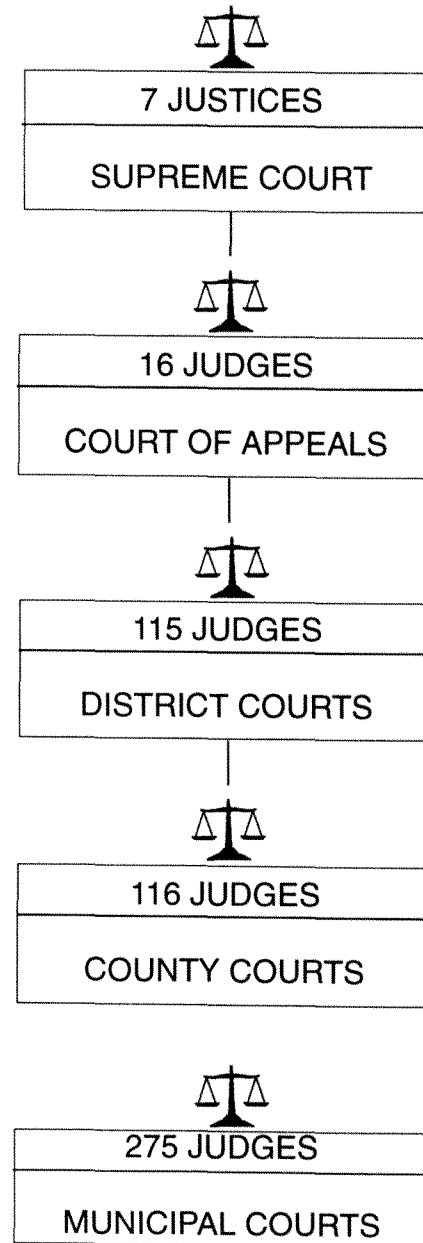 7 JUSTICES
SUPREME COURT
16 JUDGES
COURT OF APPEALS
115 JUDGES
DISTRICT COURTS
116 JUDGES
COUNTY COURTS
275 JUDGES
MUNICIPAL COURTS